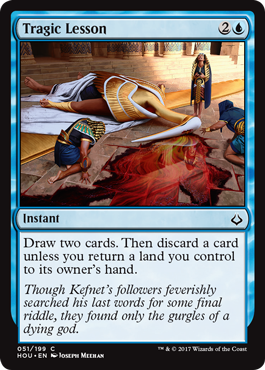 Tragic Lesson 2
Instant
Draw two cards. Then discard a card
unless you return a land you control
to its owner's hand.
Though Kefnet's followers feverishly
searched his last words for some final
riddle, they found only the gurgles of a
dying god.
051/199 C
HOU • EN Joseph Meehan
™ & © 2017 Wizards of the Coast